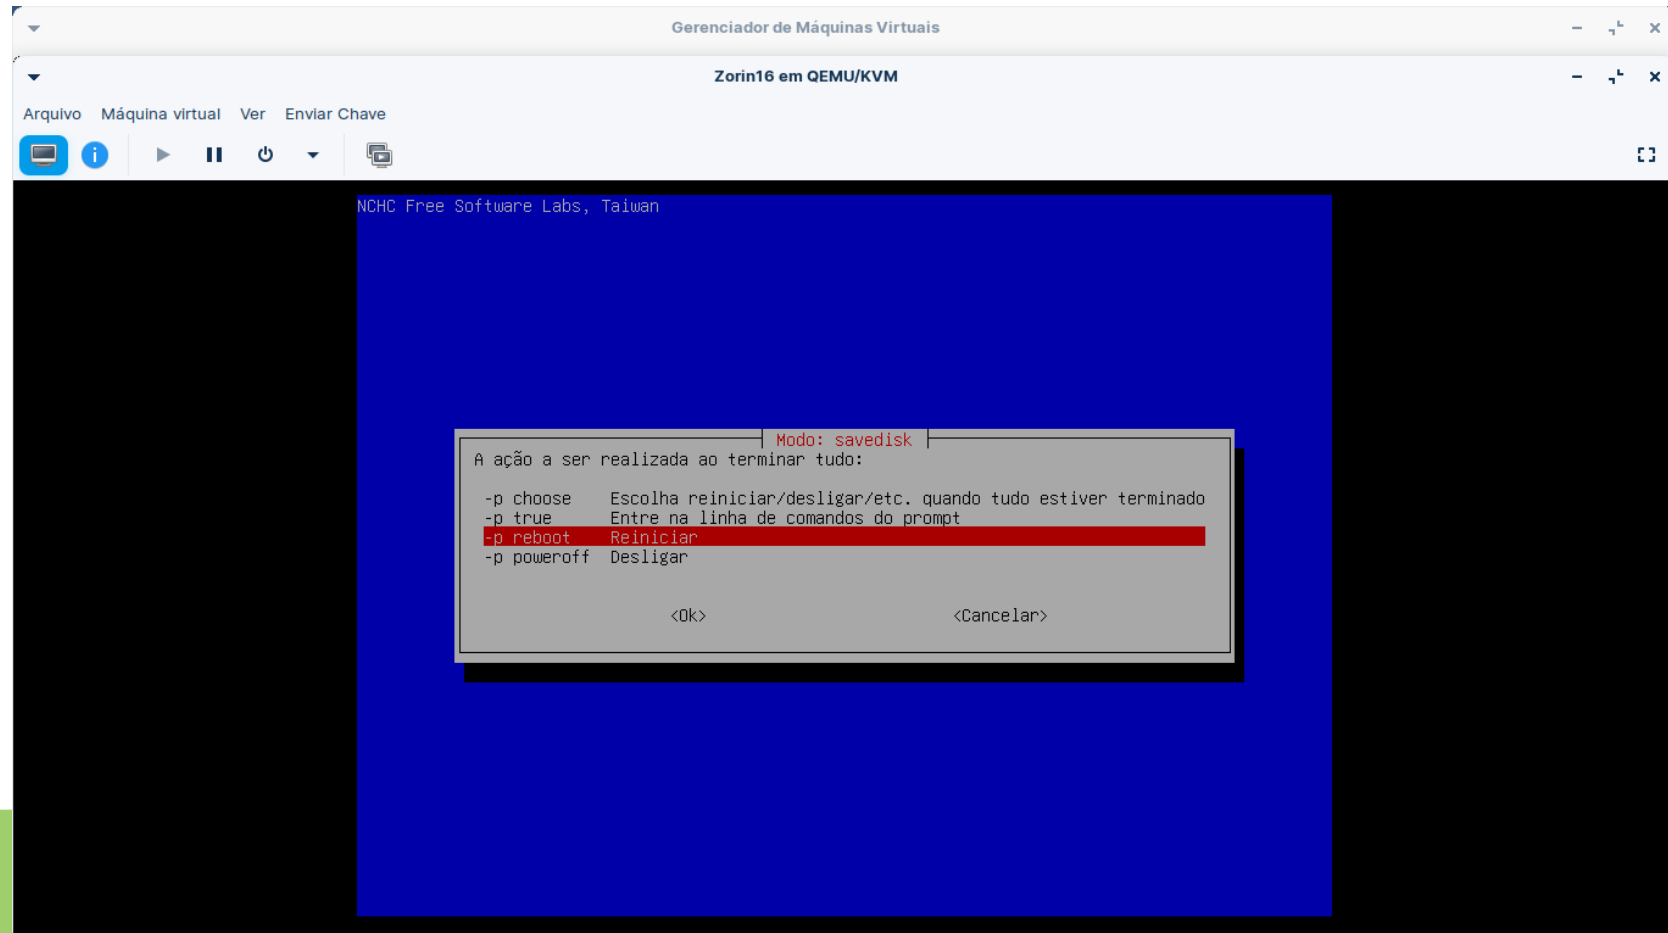 Gerenciador de Máquinas Virtuais
Zorin16 em QEMU/KVM
Arquivo Máquina virtual Ver Enviar Chave
NCHC Free Software Labs, Taiwan
Modo: savedisk
A ação a ser realizada ao terminar tudo:
-p choose Escolha reiniciar/desligar/etc. quando tudo estiver terminado
-p true Entre na linha de comandos do prompt
-p reboot Reiniciar
-p poweroff Desligar
<Ok> <Cancelar>